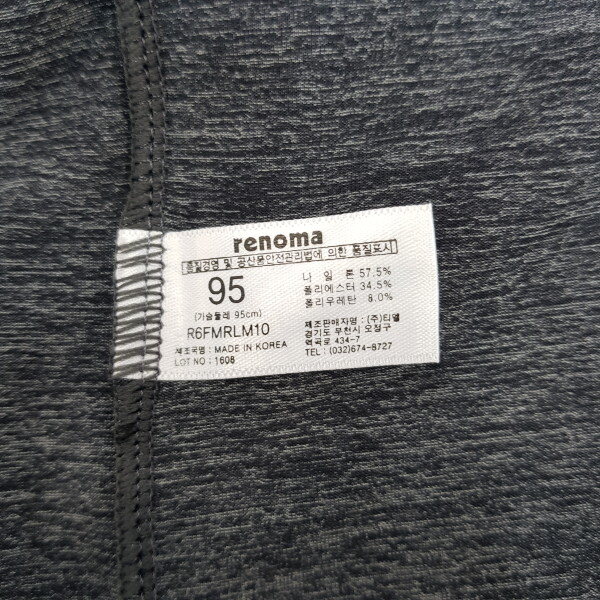 renoma
품질경영 및 공산품안전관리법에 의한 품질표시
95
(가슴둘레 95cm)
R6FMRLM10
제조국명 : MADE IN KOREA
LOT NO : 1608
나 일 론 57.5%
폴리에스터 34.5%
폴리우레탄 8.0%
제조판매자명 : (주)티엘
경기도 부천시 오정구
역곡로 434-7
TEL : (032)674-8727